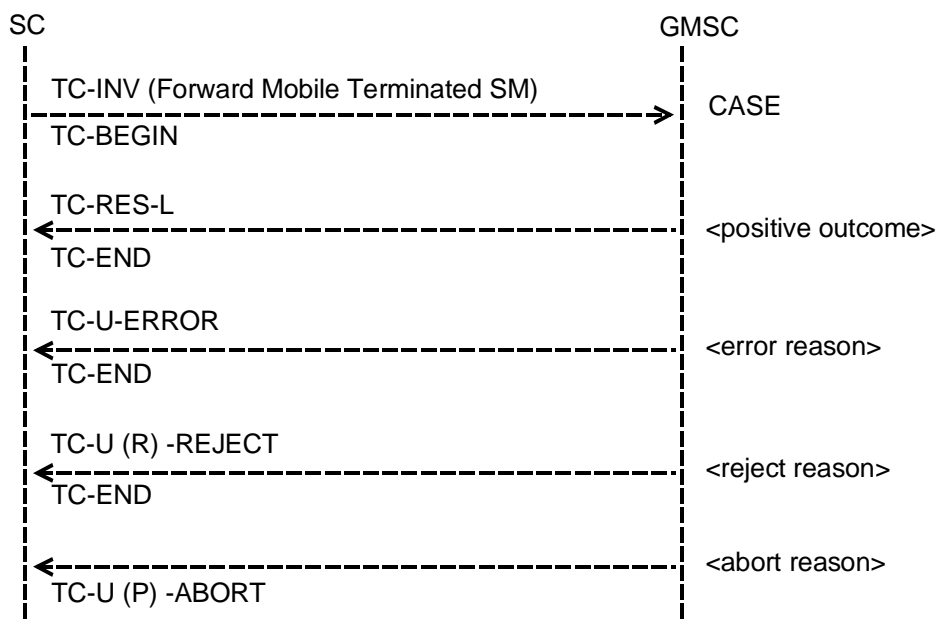 SC
GMSC
TC-INV (Forward Mobile Terminated SM)
CASE
TC-BEGIN
TC-RES-L
<positive outcome>
TC-END
TC-U-ERROR
<error reason>
TC-END
TC-U (R) -REJECT
<reject reason>
TC-END
<abort reason>
TC-U (P) -ABORT